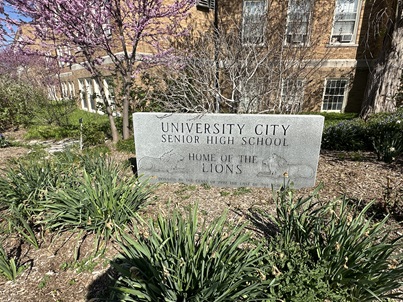 UNIVERSITY CITY
SENIOR HIGH SCHOOL
HOME OF THE
LIONS